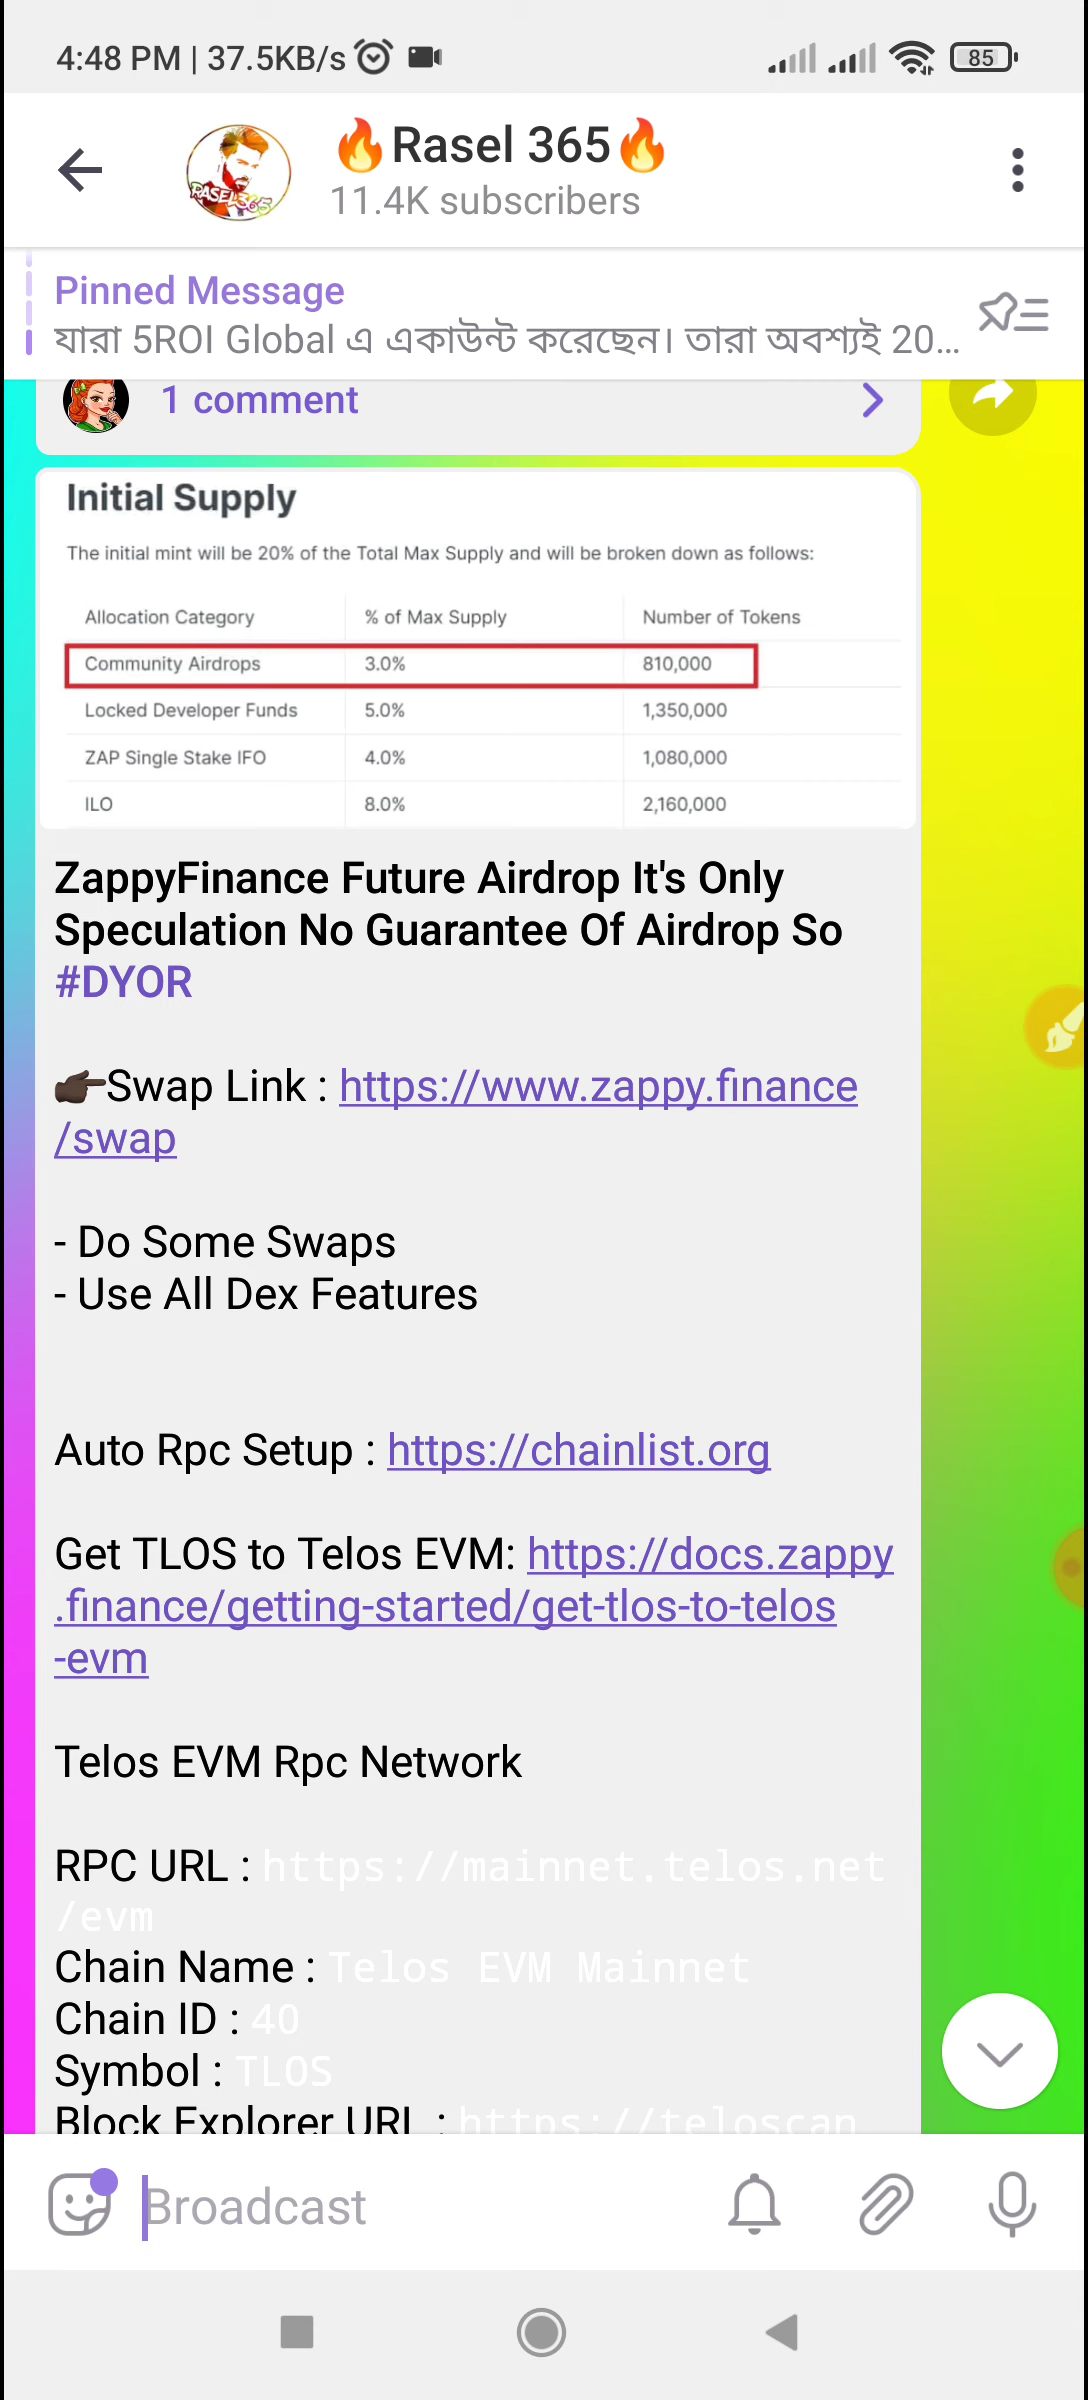 4:48 PM | 37.5KB/s
85
🔥Rasel 365🔥
RASEL365
11.4K subscribers
Pinned Message
যারা 5ROI Global এ একাউন্ট করেছেন। তারা অবশ্যই 20...
1 comment
Initial Supply
The initial mint will be 20% of the Total Max Supply and will be broken down as follows:
Allocation Category % of Max Supply Number of Tokens
Community Airdrops 3.0% 810,000
Locked Developer Funds 5.0% 1,350,000
ZAP Single Stake IFO 4.0% 1,080,000
ILO 8.0% 2,160,000
ZappyFinance Future Airdrop It's Only
Speculation No Guarantee Of Airdrop So
#DYOR
👉🏿Swap Link : https://www.zappy.finance
/swap
- Do Some Swaps
- Use All Dex Features
Auto Rpc Setup : https://chainlist.org
Get TLOS to Telos EVM: https://docs.zappy
.finance/getting-started/get-tlos-to-telos
-evm
Telos EVM Rpc Network
RPC URL : https://mainnet.telos.net
/evm
Chain Name : Telos EVM Mainnet
Chain ID : 40
Symbol : TLOS
Block Explorer URL : https://teloscan
Broadcast